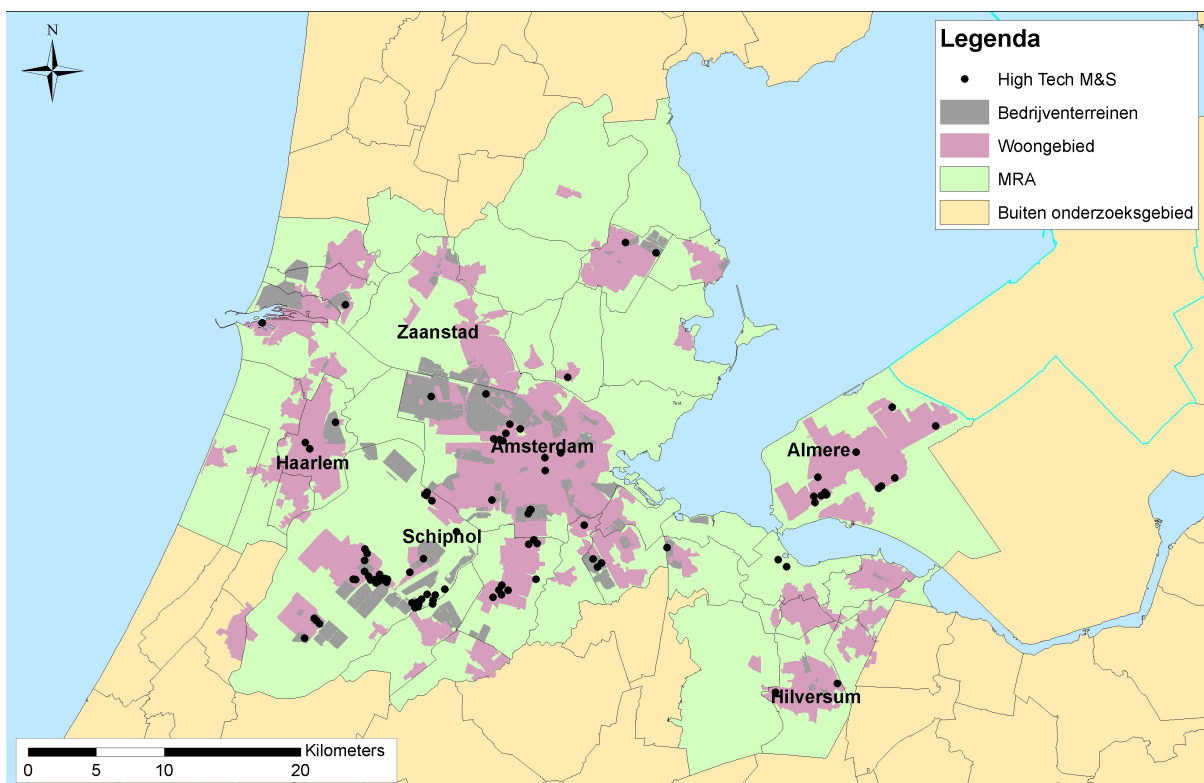 N
Legenda
High Tech M&S
Bedrijventerreinen
Woongebied
MRA
Buiten onderzoeksgebied
Zaanstad
Text
Amsterdam
Almere
Haarlem
Schiphol
Hilversum
Kilometers
0 5 10 20